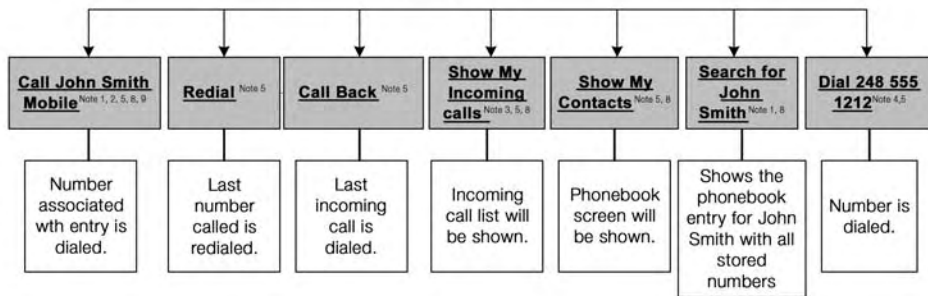 Call John Smith
Mobile Note 1, 2, 5, 8, 9
Redial Note 5
Call Back Note 5
Show My
Incoming
calls Note 3, 5, 8
Show My
Contacts Note 5, 8
Search for
John
Smith Note 1, 8
Dial 248 555
1212 Note 4,5
Number
associated
wth entry is
dialed.
Last
number
called is
redialed.
Last
incoming
call is
dialed.
Incoming
call list will
be shown.
Phonebook
screen will
be shown.
Shows the
phonebook
entry for John
Smith with all
stored
numbers
Number is
dialed.